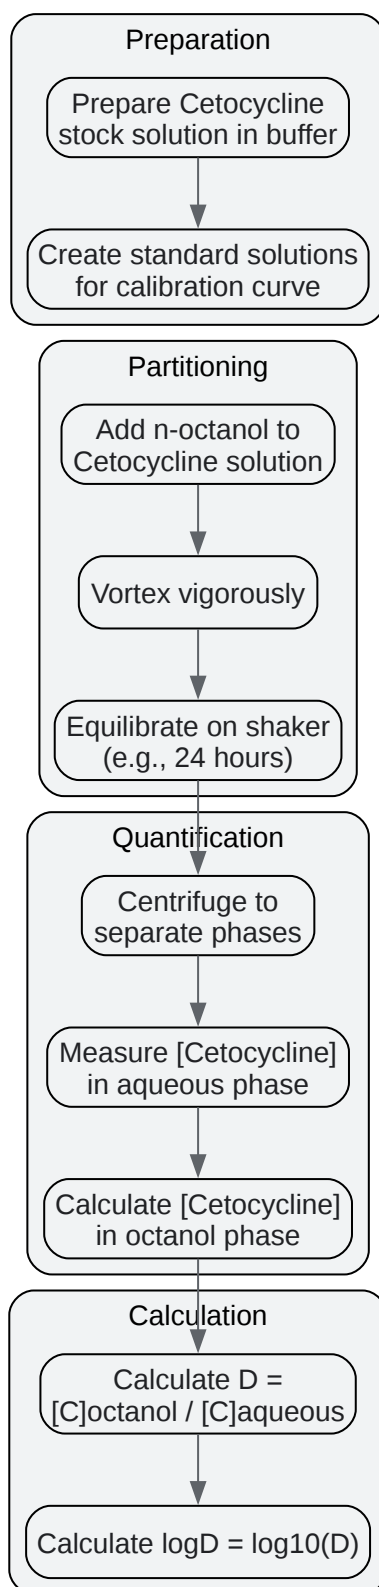 Preparation
Prepare Cetocycline
stock solution in buffer
Create standard solutions
for calibration curve
Partitioning
Add n-octanol to
Cetocycline solution
Vortex vigorously
Equilibrate on shaker
(e.g., 24 hours)
Quantification
Centrifuge to
separate phases
Measure [Cetocycline]
in aqueous phase
Calculate [Cetocycline]
in octanol phase
Calculation
Calculate D =
[C]octanol / [C]aqueous
Calculate logD = log10(D)